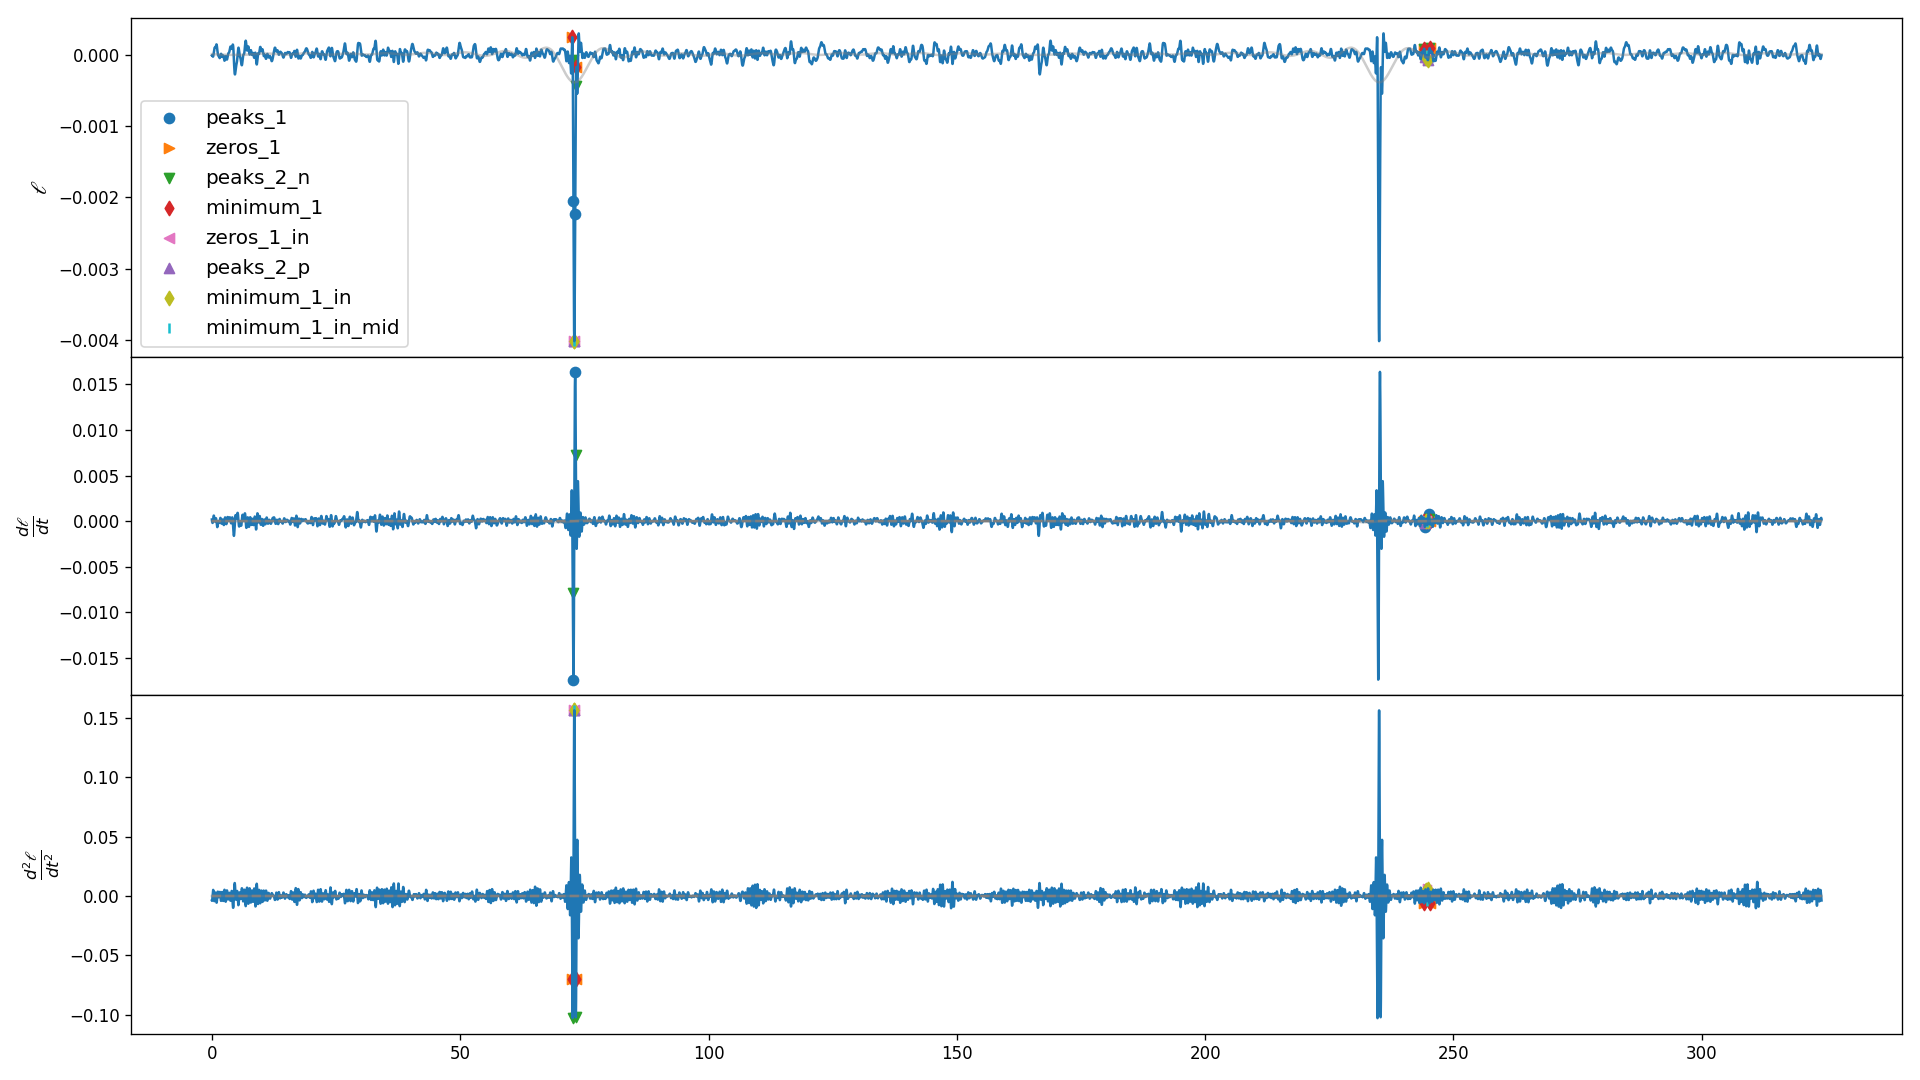 0.000
−0.001
−0.002
−0.003
−0.004
ℓ
peaks_1
zeros_1
peaks_2_n
minimum_1
zeros_1_in
peaks_2_p
minimum_1_in
minimum_1_in_mid
0.015
0.010
0.005
0.000
−0.005
−0.010
−0.015
dℓ
dt
0.15
0.10
0.05
0.00
−0.05
−0.10
d²ℓ
dt²
0 50 100 150 200 250 300